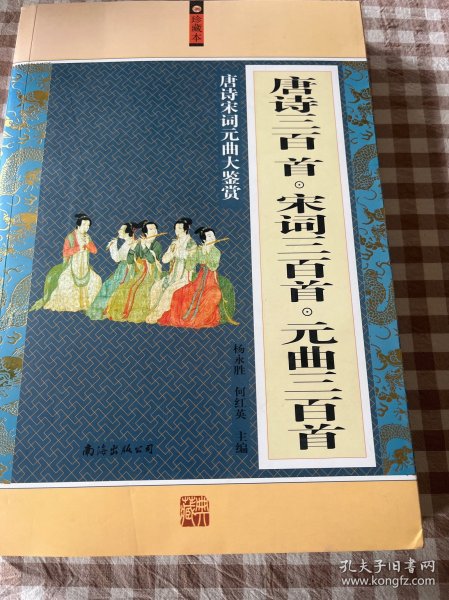 珍藏本
唐诗三百首·宋词三百首·元曲三百首
唐诗宋词元曲大鉴赏
杨永胜 何红英 主编
南海出版公司
典藏
孔夫子旧书网
www.kongfz.com